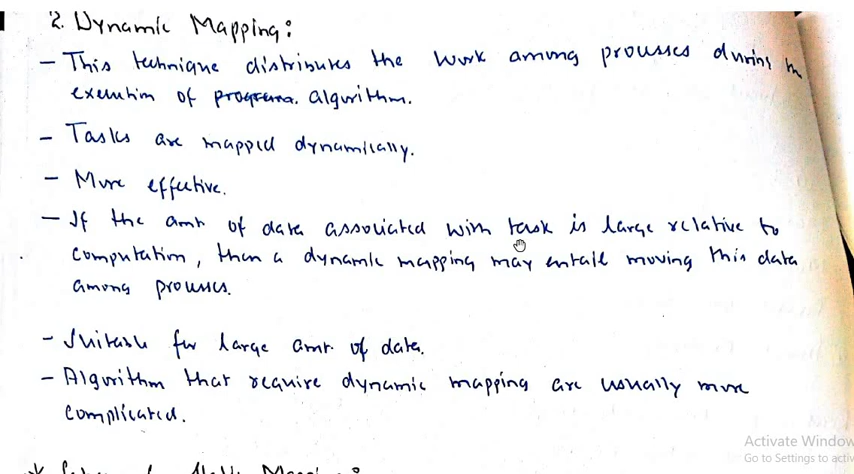 2. Dynamic Mapping:
- This technique distributes the work among processes during the
execution of programs. algorithm.
- Tasks are mapped dynamically.
- More effective.
- If the amt of data associated with task is large relative to
computation, then a dynamic mapping may entail moving this data
among processes.
- Suitable for large amt. of data.
- Algorithm that require dynamic mapping are usually more
complicated.
Activate Window
Go to Settings to activ